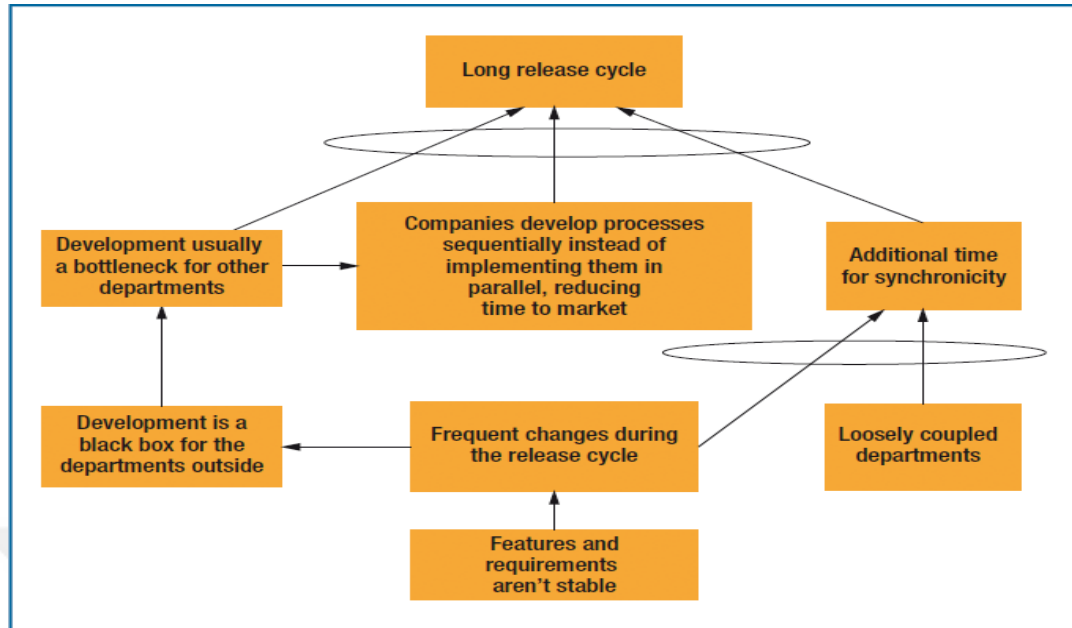 Long release cycle
Development usually
a bottleneck for other
departments
Companies develop processes
sequentially instead of
implementing them in
parallel, reducing
time to market
Additional time
for synchronicity
Development is a
black box for the
departments outside
Frequent changes during
the release cycle
Loosely coupled
departments
Features and
requirements
aren't stable